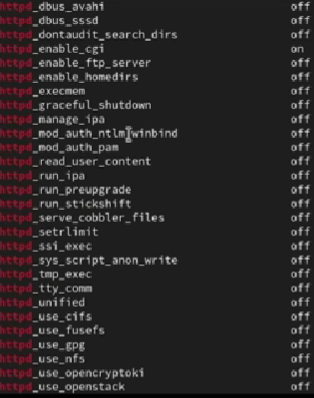 httpd_dbus_avahi off
httpd_dbus_sssd off
httpd_dontaudit_search_dirs off
httpd_enable_cgi on
httpd_enable_ftp_server off
httpd_enable_homedirs off
httpd_execmem off
httpd_graceful_shutdown off
httpd_manage_ipa off
httpd_mod_auth_ntlm_winbind off
httpd_mod_auth_pam off
httpd_read_user_content off
httpd_run_ipa off
httpd_run_preupgrade off
httpd_run_stickshift off
httpd_serve_cobbler_files off
httpd_setrlimit off
httpd_ssi_exec off
httpd_sys_script_anon_write off
httpd_tmp_exec off
httpd_tty_comm off
httpd_unified off
httpd_use_cifs off
httpd_use_fusefs off
httpd_use_gpg off
httpd_use_nfs off
httpd_use_opencryptoki off
httpd_use_openstack off